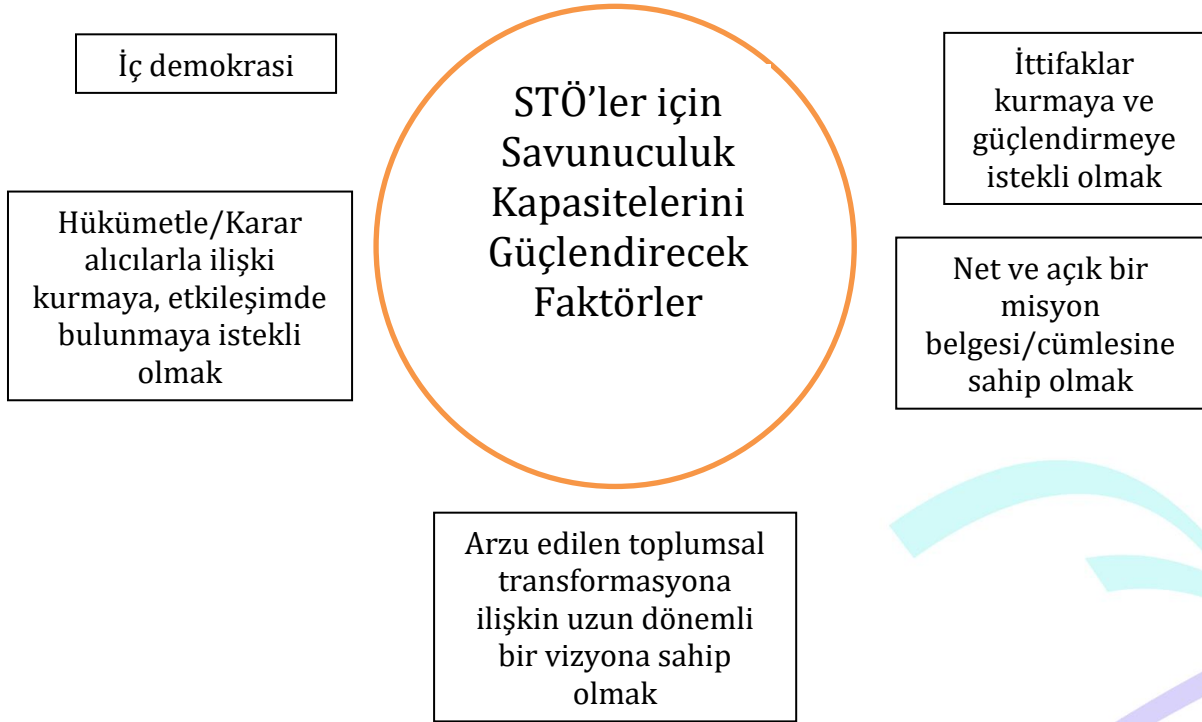 İç demokrasi
STÖ’ler için
Savunuculuk
Kapasitelerini
Güçlendirecek
Faktörler
İttifaklar
kurmaya ve
güçlendirmeye
istekli olmak
Hükümetle/Karar
alıcılarla ilişki
kurmaya, etkileşimde
bulunmaya istekli
olmak
Net ve açık bir
misyon
belgesi/cümlesine
sahip olmak
Arzu edilen toplumsal
transformasyona
ilişkin uzun dönemli
bir vizyona sahip
olmak